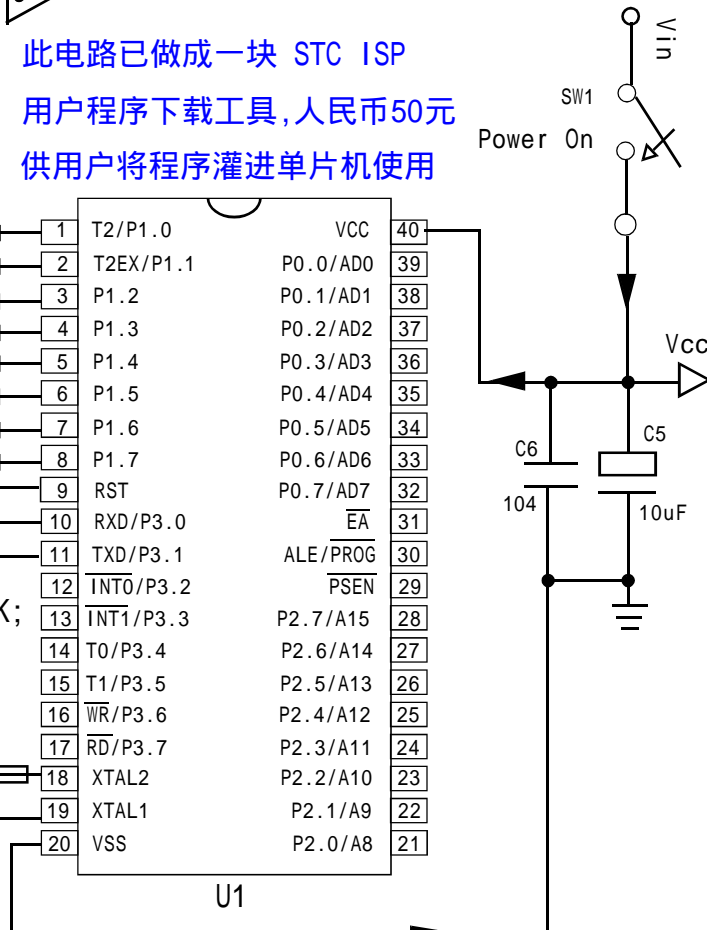 此电路已做成一块 STC ISP
用户程序下载工具,人民币50元
供用户将程序灌进单片机使用
Vin
SW1
Power On
1 T2/P1.0 VCC 40
2 T2EX/P1.1 P0.0/AD0 39
3 P1.2 P0.1/AD1 38
4 P1.3 P0.2/AD2 37
5 P1.4 P0.3/AD3 36
6 P1.5 P0.4/AD4 35
7 P1.6 P0.5/AD5 34
8 P1.7 P0.6/AD6 33
9 RST P0.7/AD7 32
10 RXD/P3.0 EA 31
11 TXD/P3.1 ALE/PROG 30
12 INT0/P3.2 PSEN 29
13 INT1/P3.3 P2.7/A15 28
14 T0/P3.4 P2.6/A14 27
15 T1/P3.5 P2.5/A13 26
16 WR/P3.6 P2.4/A12 25
17 RD/P3.7 P2.3/A11 24
18 XTAL2 P2.2/A10 23
19 XTAL1 P2.1/A9 22
20 VSS P2.0/A8 21
U1
Vcc
C6
104
C5
10uF
K;